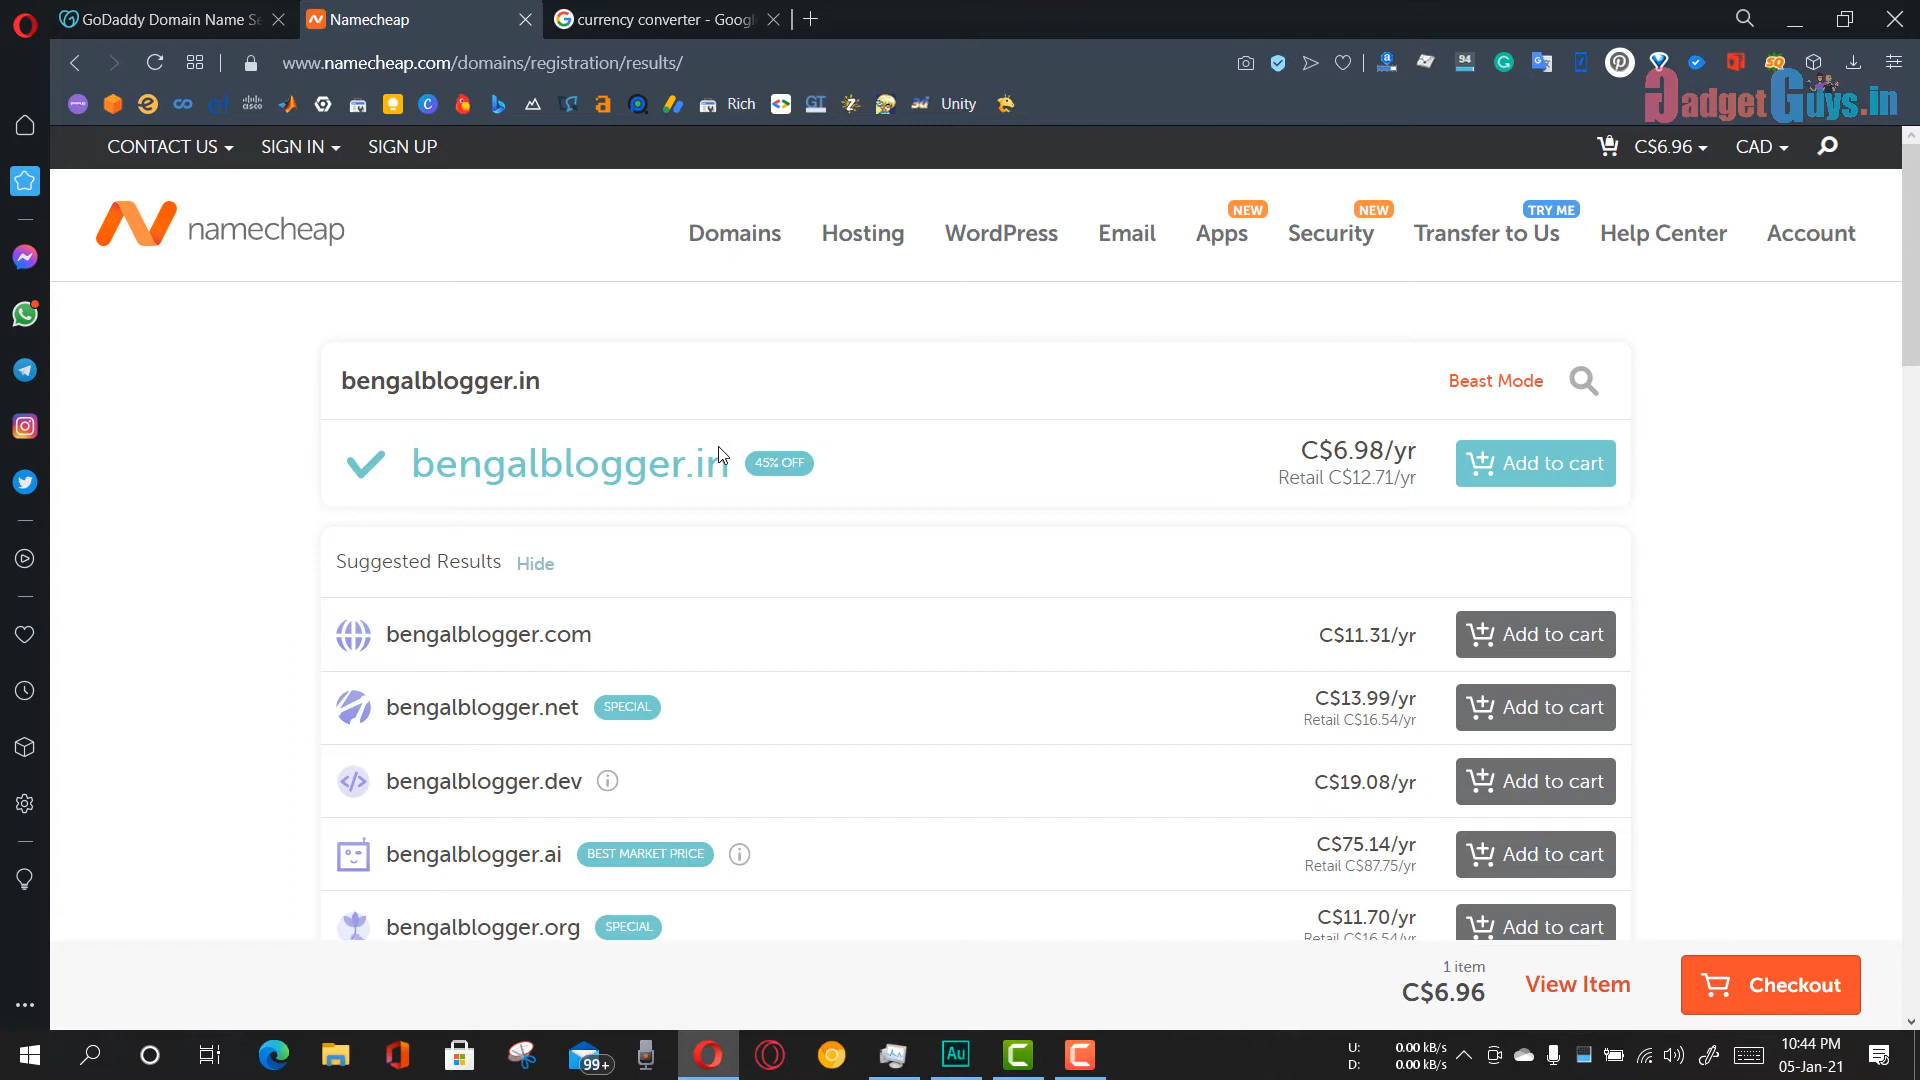 GoDaddy Domain Name Se
Namecheap
currency converter - Googl
www.namecheap.com/domains/registration/results/
94
Rich
GT
Unity
GadgetGuys.in
CONTACT US
SIGN IN
SIGN UP
C$6.96
CAD
namecheap
Domains
Hosting
WordPress
Email
Apps
NEW
Security
NEW
Transfer to Us
TRY ME
Help Center
Account
bengalblogger.in
Beast Mode
bengalblogger.in
45% OFF
C$6.98/yr
Retail C$12.71/yr
Add to cart
Suggested Results
Hide
bengalblogger.com
C$11.31/yr
Add to cart
bengalblogger.net
SPECIAL
C$13.99/yr
Retail C$16.54/yr
Add to cart
bengalblogger.dev
C$19.08/yr
Add to cart
bengalblogger.ai
BEST MARKET PRICE
C$75.14/yr
Retail C$87.75/yr
Add to cart
bengalblogger.org
SPECIAL
C$11.70/yr
Retail C$16.54/yr
Add to cart
1 item
C$6.96
View Item
Checkout
99+
Au
U: 0.00 kB/s
D: 0.00 kB/s
10:44 PM
05-Jan-21